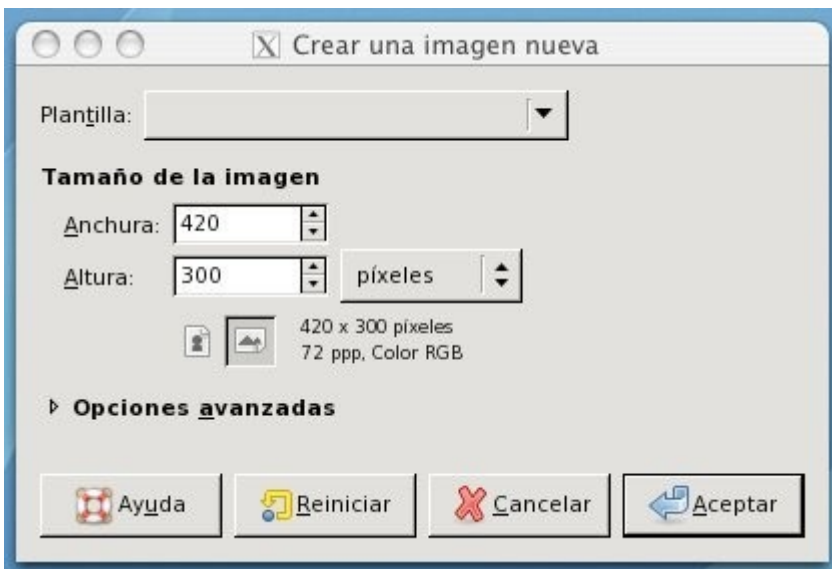 Crear una imagen nueva
Plantilla:
Tamaño de la imagen
Anchura: 420
Altura: 300 píxeles
420 x 300 píxeles
72 ppp, Color RGB
Opciones avanzadas
Ayuda Reiniciar Cancelar Aceptar